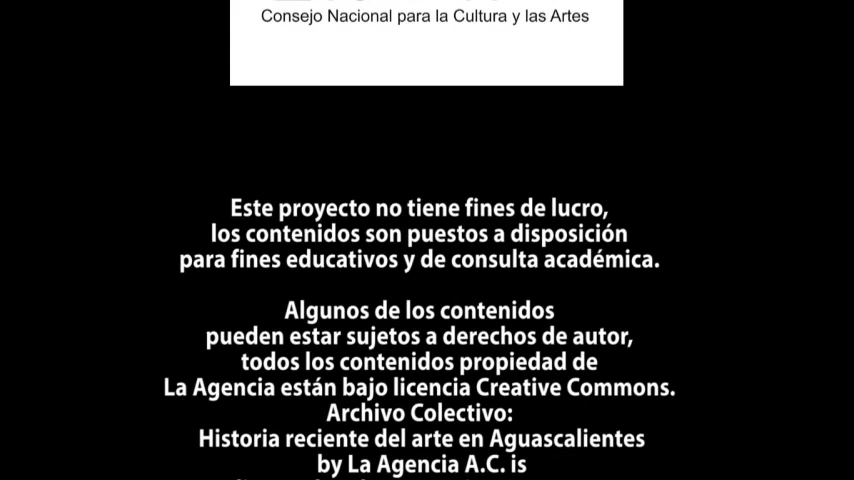 Consejo Nacional para la Cultura y las Artes
Este proyecto no tiene fines de lucro,
los contenidos son puestos a disposición
para fines educativos y de consulta académica.
Algunos de los contenidos
pueden estar sujetos a derechos de autor,
todos los contenidos propiedad de
La Agencia están bajo licencia Creative Commons.
Archivo Colectivo:
Historia reciente del arte en Aguascalientes
by La Agencia A.C. is